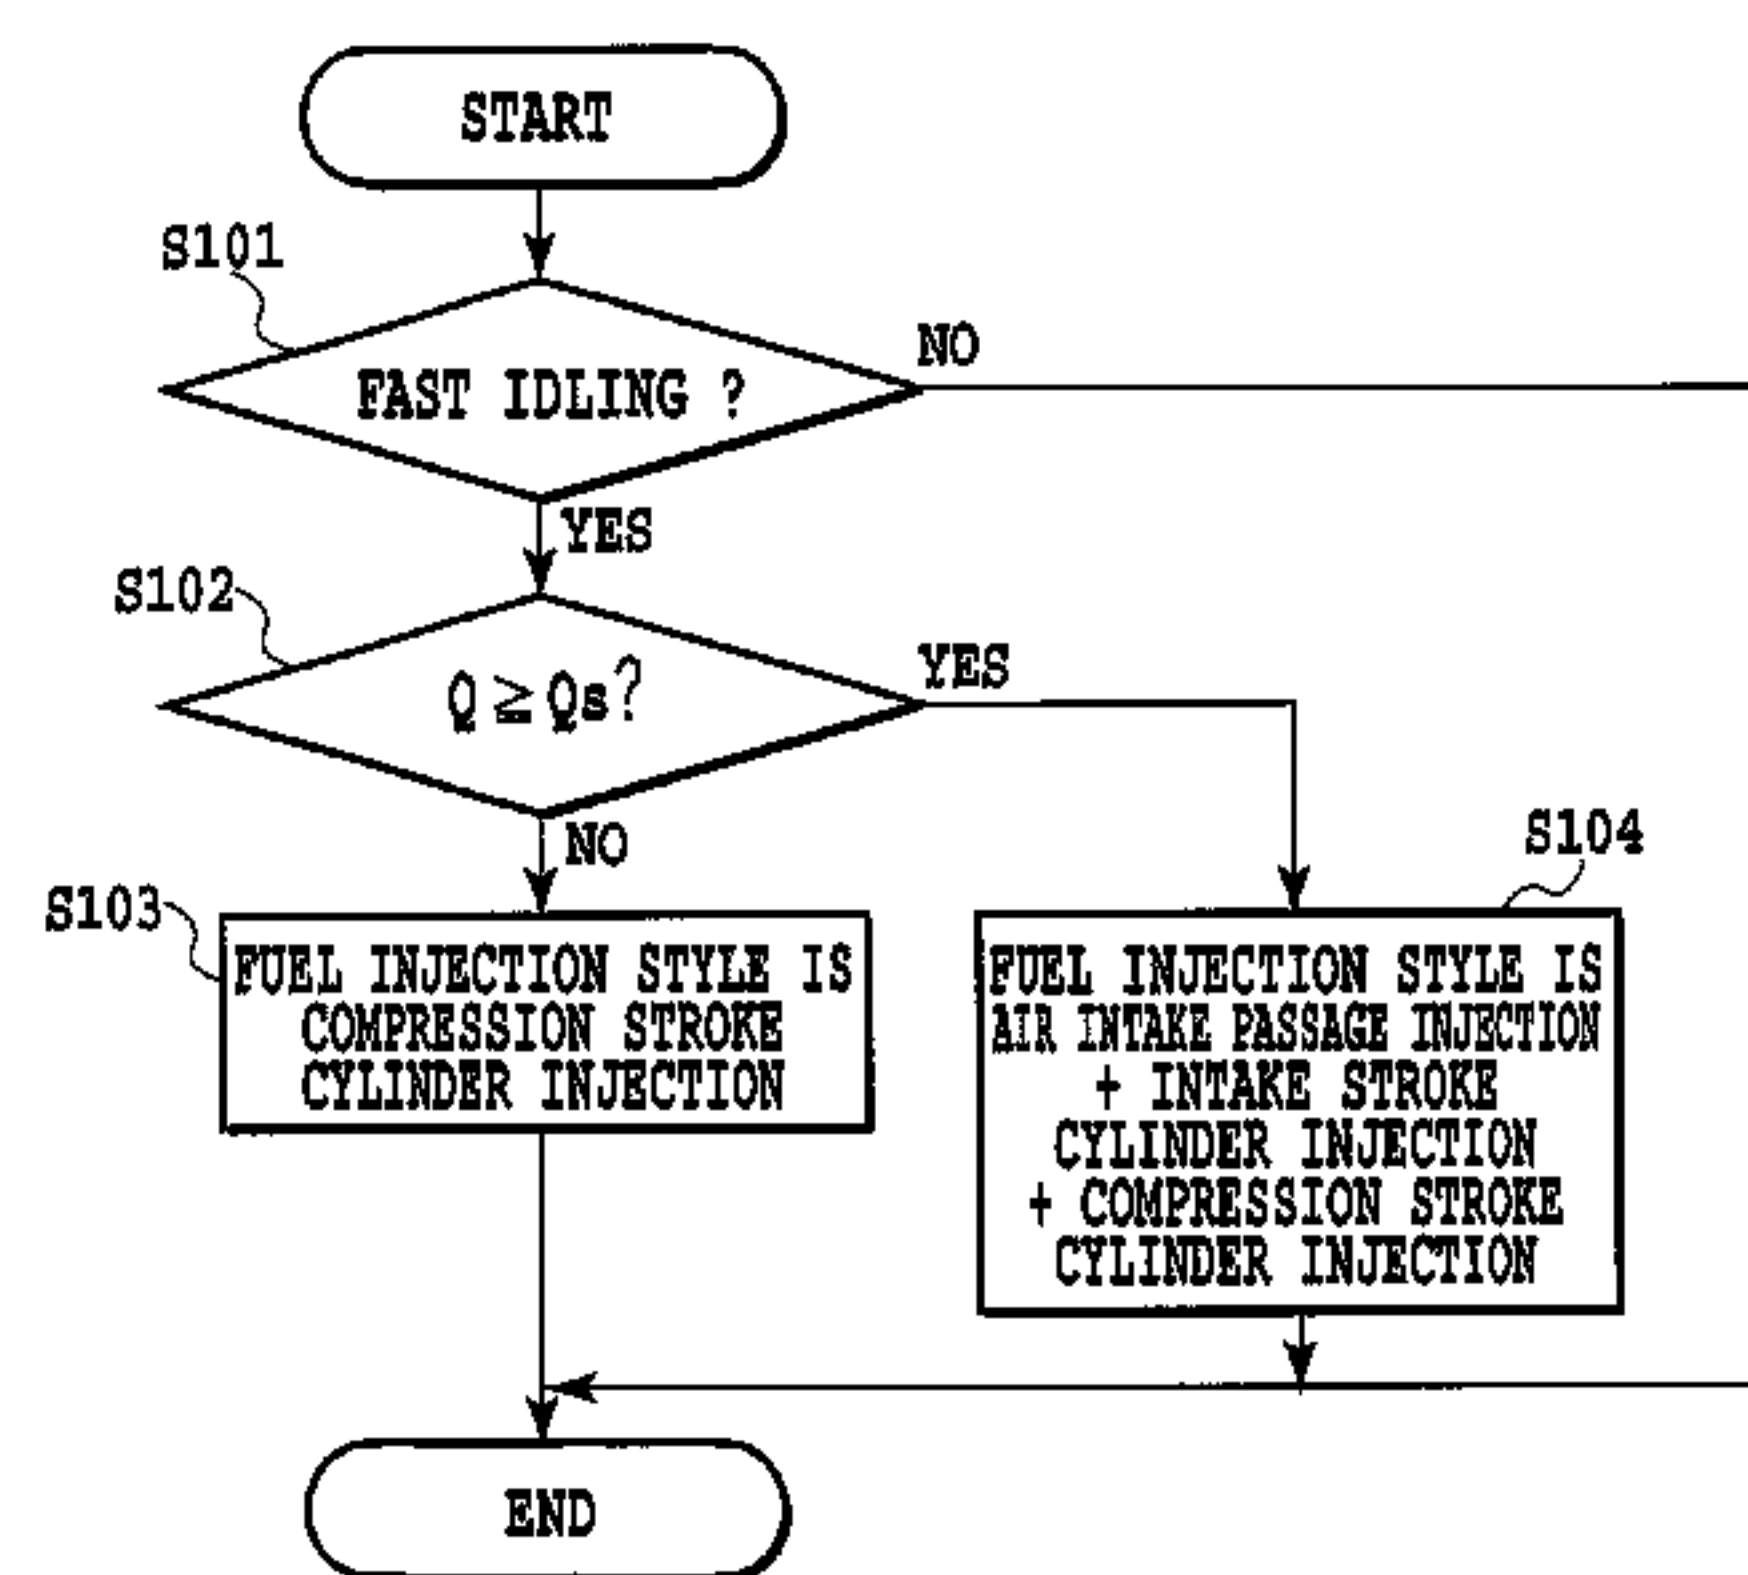 START
S101
NO
FAST IDLING ?
YES
S102
YES
Q ≧ Qs?
NO
S104
S103
FUEL INJECTION STYLE IS
COMPRESSION STROKE
CYLINDER INJECTION
FUEL INJECTION STYLE IS
AIR INTAKE PASSAGE INJECTION
+ INTAKE STROKE
CYLINDER INJECTION
+ COMPRESSION STROKE
CYLINDER INJECTION
END